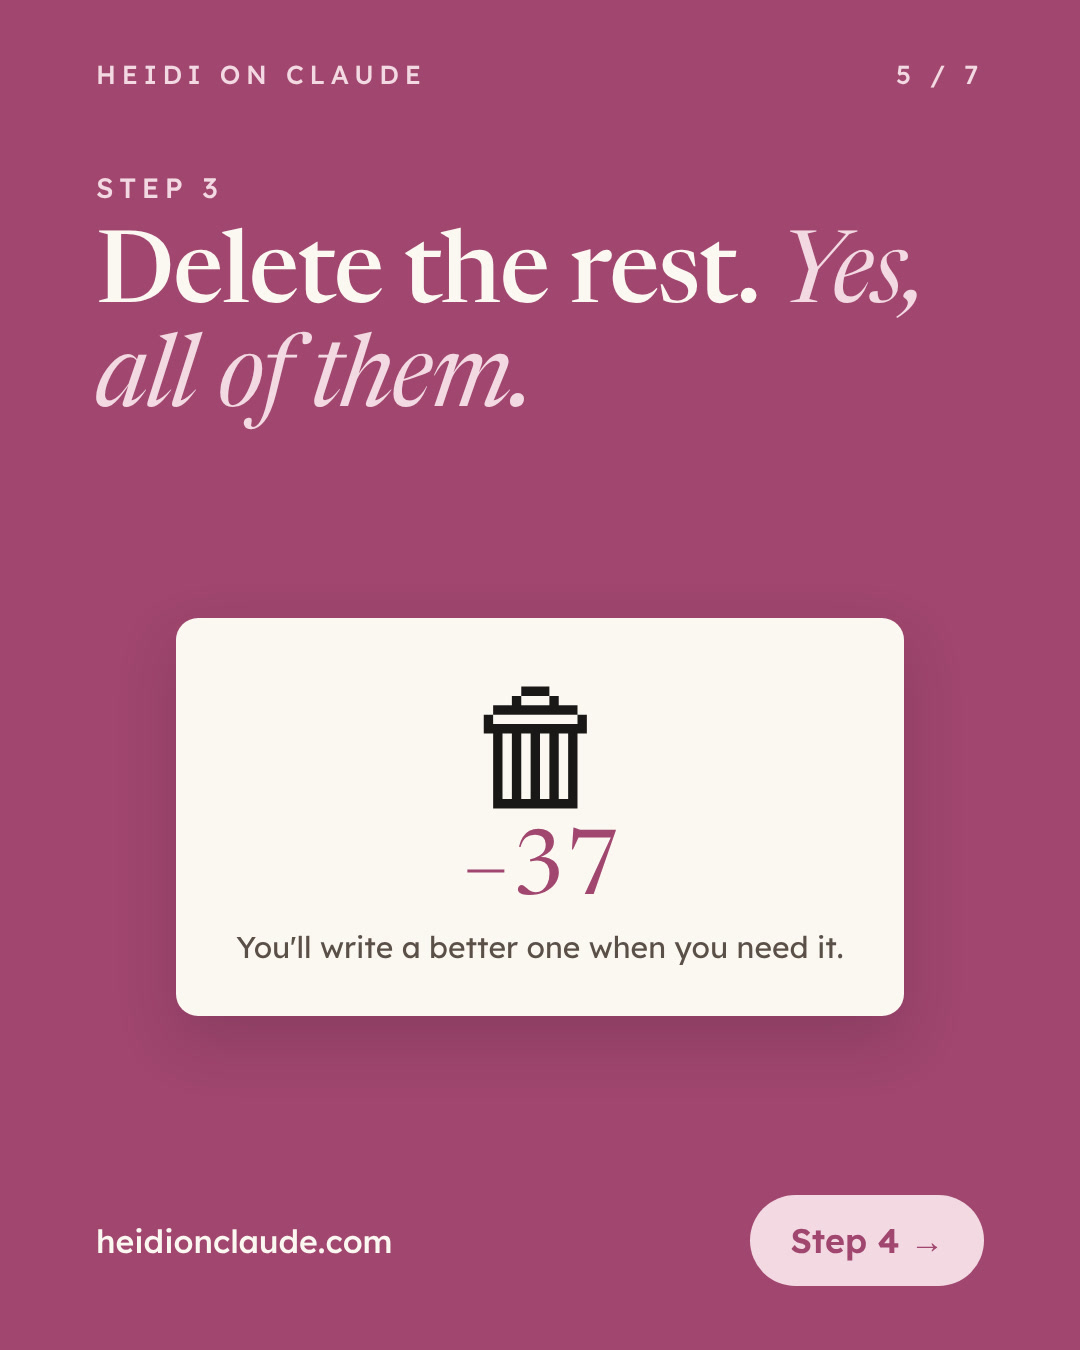 HEIDI ON CLAUDE
5 / 7
STEP 3
Delete the rest. Yes,
all of them.
–37
You'll write a better one when you need it.
heidionclaude.com
Step 4 →